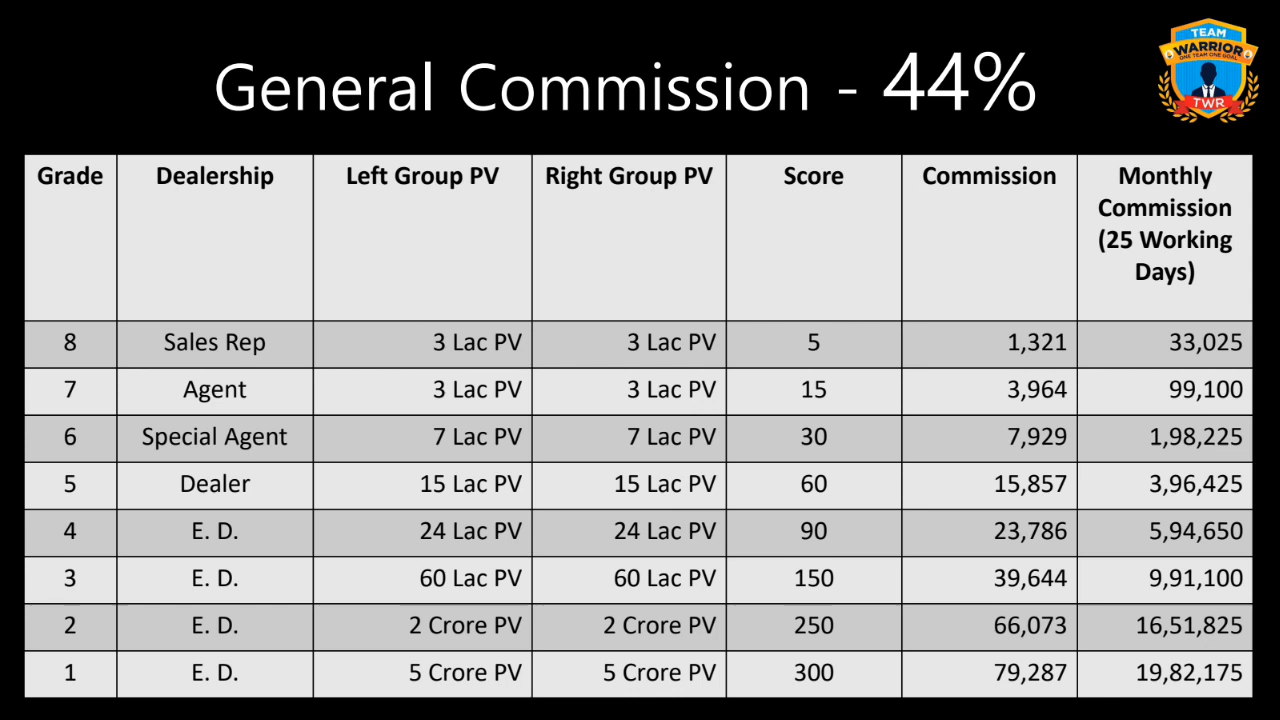 General Commission - 44%
TEAM
WARRIOR
ONE TEAM ONE GOAL
TWR
Grade Dealership Left Group PV Right Group PV Score Commission Monthly
Commission
(25 Working
Days)
8 Sales Rep 3 Lac PV 3 Lac PV 5 1,321 33,025
7 Agent 3 Lac PV 3 Lac PV 15 3,964 99,100
6 Special Agent 7 Lac PV 7 Lac PV 30 7,929 1,98,225
5 Dealer 15 Lac PV 15 Lac PV 60 15,857 3,96,425
4 E. D. 24 Lac PV 24 Lac PV 90 23,786 5,94,650
3 E. D. 60 Lac PV 60 Lac PV 150 39,644 9,91,100
2 E. D. 2 Crore PV 2 Crore PV 250 66,073 16,51,825
1 E. D. 5 Crore PV 5 Crore PV 300 79,287 19,82,175